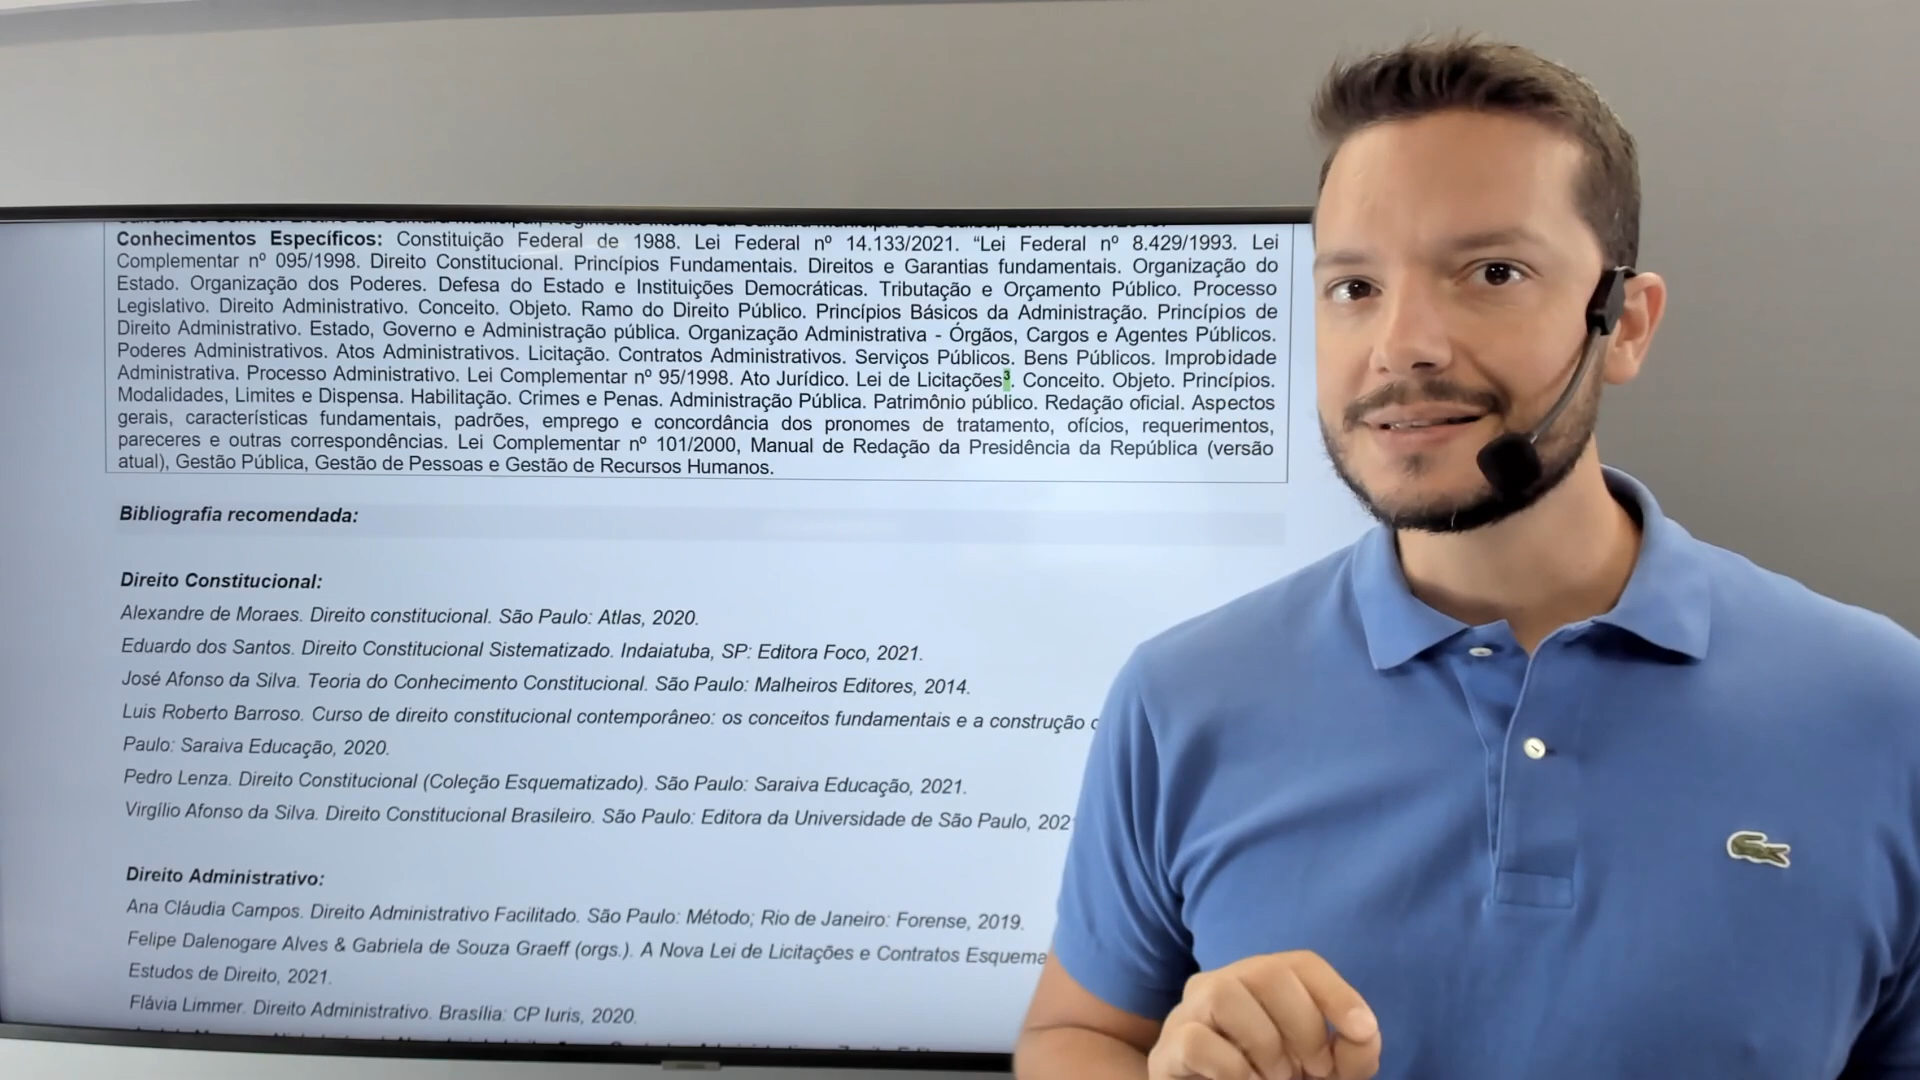 Conhecimentos Específicos: Constituição Federal de 1988. Lei Federal nº 14.133/2021. “Lei Federal nº 8.429/1993. Lei
Complementar nº 095/1998. Direito Constitucional. Princípios Fundamentais. Direitos e Garantias fundamentais. Organização do
Estado. Organização dos Poderes. Defesa do Estado e Instituições Democráticas. Tributação e Orçamento Público. Processo
Legislativo. Direito Administrativo. Conceito. Objeto. Ramo do Direito Público. Princípios Básicos da Administração. Princípios de
Direito Administrativo. Estado, Governo e Administração pública. Organização Administrativa - Órgãos, Cargos e Agentes Públicos.
Poderes Administrativos. Atos Administrativos. Licitação. Contratos Administrativos. Serviços Públicos. Bens Públicos. Improbidade
Administrativa. Processo Administrativo. Lei Complementar nº 95/1998. Ato Jurídico. Lei de Licitações³. Conceito. Objeto. Princípios.
Modalidades, Limites e Dispensa. Habilitação. Crimes e Penas. Administração Pública. Patrimônio público. Redação oficial. Aspectos
gerais, características fundamentais, padrões, emprego e concordância dos pronomes de tratamento, ofícios, requerimentos,
pareceres e outras correspondências. Lei Complementar nº 101/2000, Manual de Redação da Presidência da República (versão
atual), Gestão Pública, Gestão de Pessoas e Gestão de Recursos Humanos.
Bibliografia recomendada:
Direito Constitucional:
Alexandre de Moraes. Direito constitucional. São Paulo: Atlas, 2020.
Eduardo dos Santos. Direito Constitucional Sistematizado. Indaiatuba, SP: Editora Foco, 2021.
José Afonso da Silva. Teoria do Conhecimento Constitucional. São Paulo: Malheiros Editores, 2014.
Luis Roberto Barroso. Curso de direito constitucional contemporâneo: os conceitos fundamentais e a construção
Paulo: Saraiva Educação, 2020.
Pedro Lenza. Direito Constitucional (Coleção Esquematizado). São Paulo: Saraiva Educação, 2021.
Virgílio Afonso da Silva. Direito Constitucional Brasileiro. São Paulo: Editora da Universidade de São Paulo, 202
Direito Administrativo:
Ana Cláudia Campos. Direito Administrativo Facilitado. São Paulo: Método; Rio de Janeiro: Forense, 2019.
Felipe Dalenogare Alves & Gabriela de Souza Graeff (orgs.). A Nova Lei de Licitações e Contratos Esquema
Estudos de Direito, 2021.
Flávia Limmer. Direito Administrativo. Brasília: CP Iuris, 2020.